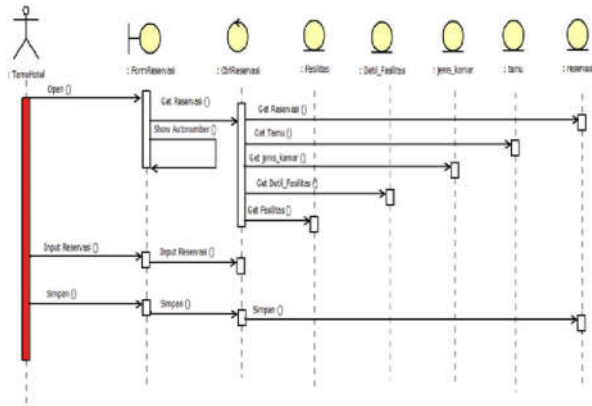 : TamuHotel
: FormReservasi
: CtrlReservasi
: Fasilitas
: Detil_Fasilitas
: jenis_kamar
: tamu
: reservasi
Open ()
Get Reservasi ()
Get Reservasi ()
Show Autonumber ()
Get Tamu ()
Get jenis_kamar ()
Get Detil_Fasilitas ()
Get Fasilitas ()
Input Reservasi ()
Input Reservasi ()
Simpan ()
Simpan ()
Simpan ()